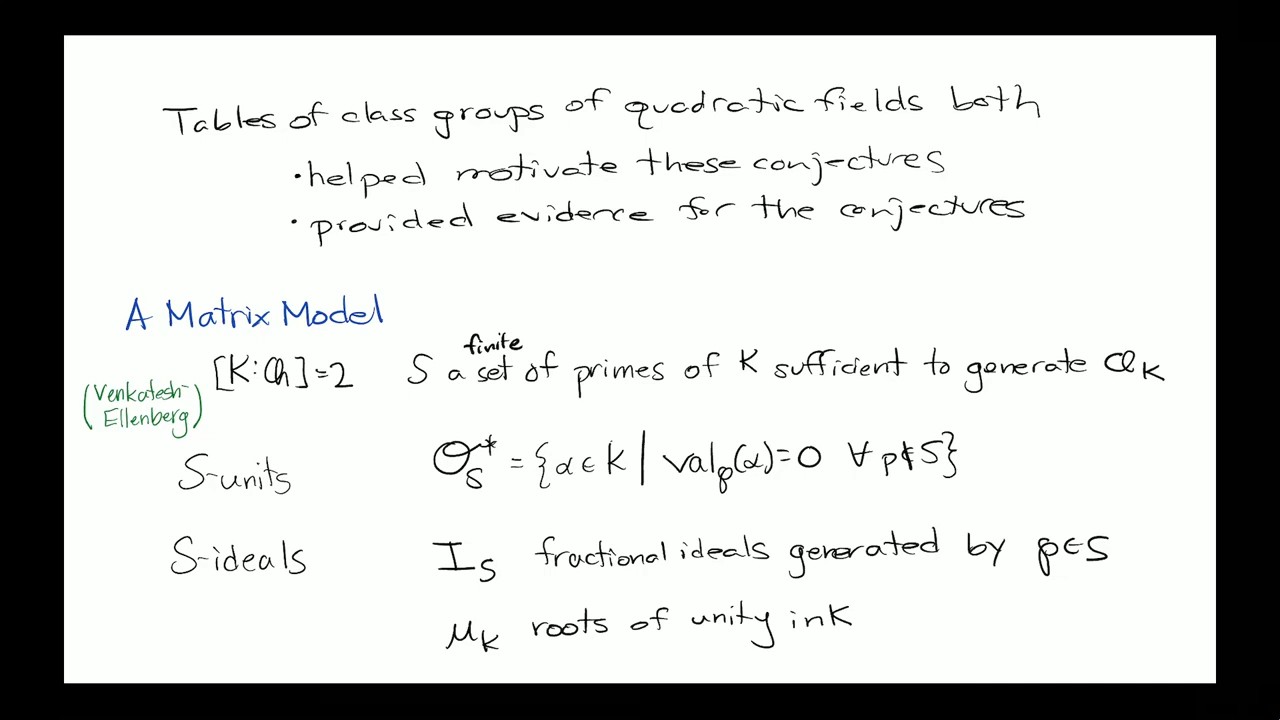 Tables of class groups of quadratic fields both
• helped motivate these conjectures
• provided evidence for the conjectures
A Matrix Model
(Venkatesh-Ellenberg)
[K:ℚ]=2 S a finite set of primes of K sufficient to generate Cl_K
S-units O_S^* = {α∈K | val_℘(α)=0 ∀ p∉S}
S-ideals I_S fractional ideals generated by ℘∈S
μ_K roots of unity in K